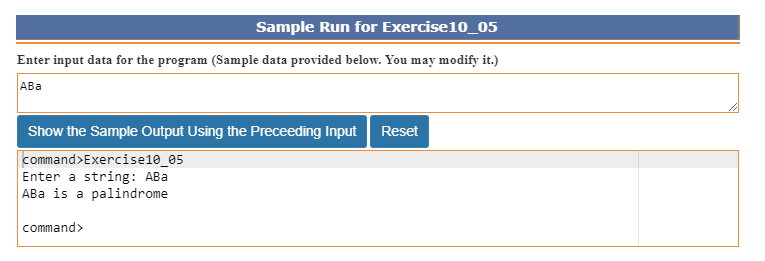 Sample Run for Exercise10_05
Enter input data for the program (Sample data provided below. You may modify it.)
ABa
Show the Sample Output Using the Preceeding Input Reset
command>Exercise10_05
Enter a string: ABa
ABa is a palindrome
command>